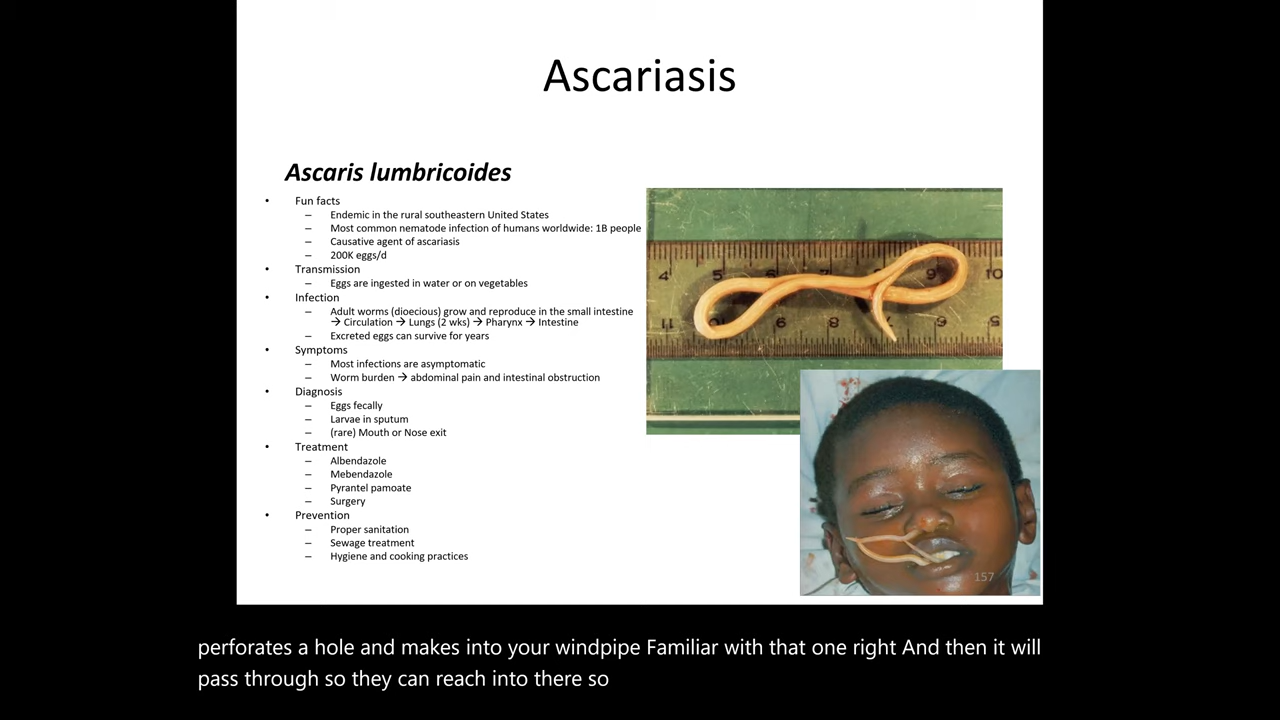 Ascariasis
Ascaris lumbricoides
• Fun facts
– Endemic in the rural southeastern United States
– Most common nematode infection of humans worldwide: 1B people
– Causative agent of ascariasis
– 200K eggs/d
• Transmission
– Eggs are ingested in water or on vegetables
• Infection
– Adult worms (dioecious) grow and reproduce in the small intestine
→ Circulation → Lungs (2 wks) → Pharynx → Intestine
– Excreted eggs can survive for years
• Symptoms
– Most infections are asymptomatic
– Worm burden → abdominal pain and intestinal obstruction
• Diagnosis
– Eggs fecally
– Larvae in sputum
– (rare) Mouth or Nose exit
• Treatment
– Albendazole
– Mebendazole
– Pyrantel pamoate
– Surgery
• Prevention
– Proper sanitation
– Sewage treatment
– Hygiene and cooking practices
4 5 9 10
11 6
157
perforates a hole and makes into your windpipe Familiar with that one right And then it will
pass through so they can reach into there so